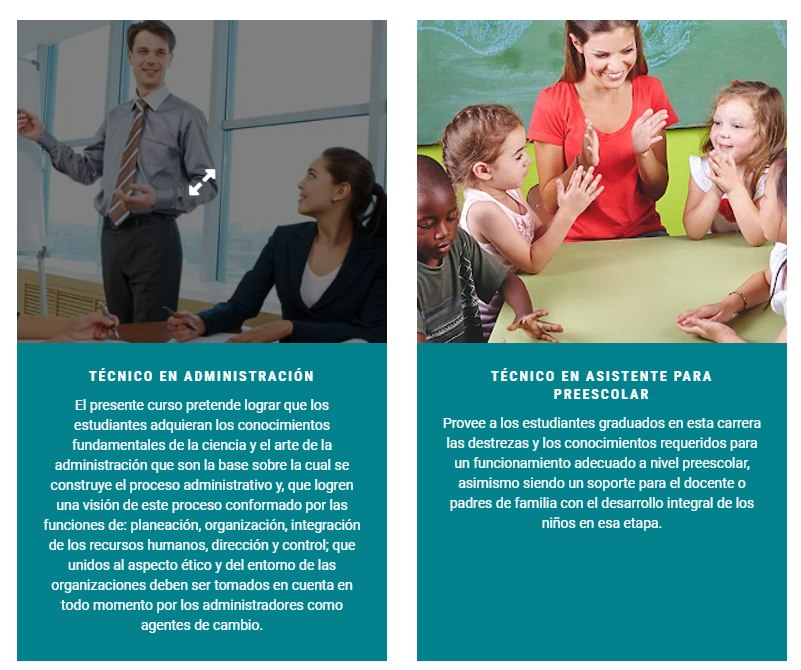 TÉCNICO EN ADMINISTRACIÓN
El presente curso pretende lograr que los
estudiantes adquieran los conocimientos
fundamentales de la ciencia y el arte de la
administración que son la base sobre la cual se
construye el proceso administrativo y, que logren
una visión de este proceso conformado por las
funciones de: planeación, organización, integración
de los recursos humanos, dirección y control; que
unidos al aspecto ético y del entorno de las
organizaciones deben ser tomados en cuenta en
todo momento por los administradores como
agentes de cambio.
TÉCNICO EN ASISTENTE PARA
PREESCOLAR
Provee a los estudiantes graduados en esta carrera
las destrezas y los conocimientos requeridos para
un funcionamiento adecuado a nivel preescolar,
asimismo siendo un soporte para el docente o
padres de familia con el desarrollo integral de los
niños en esa etapa.